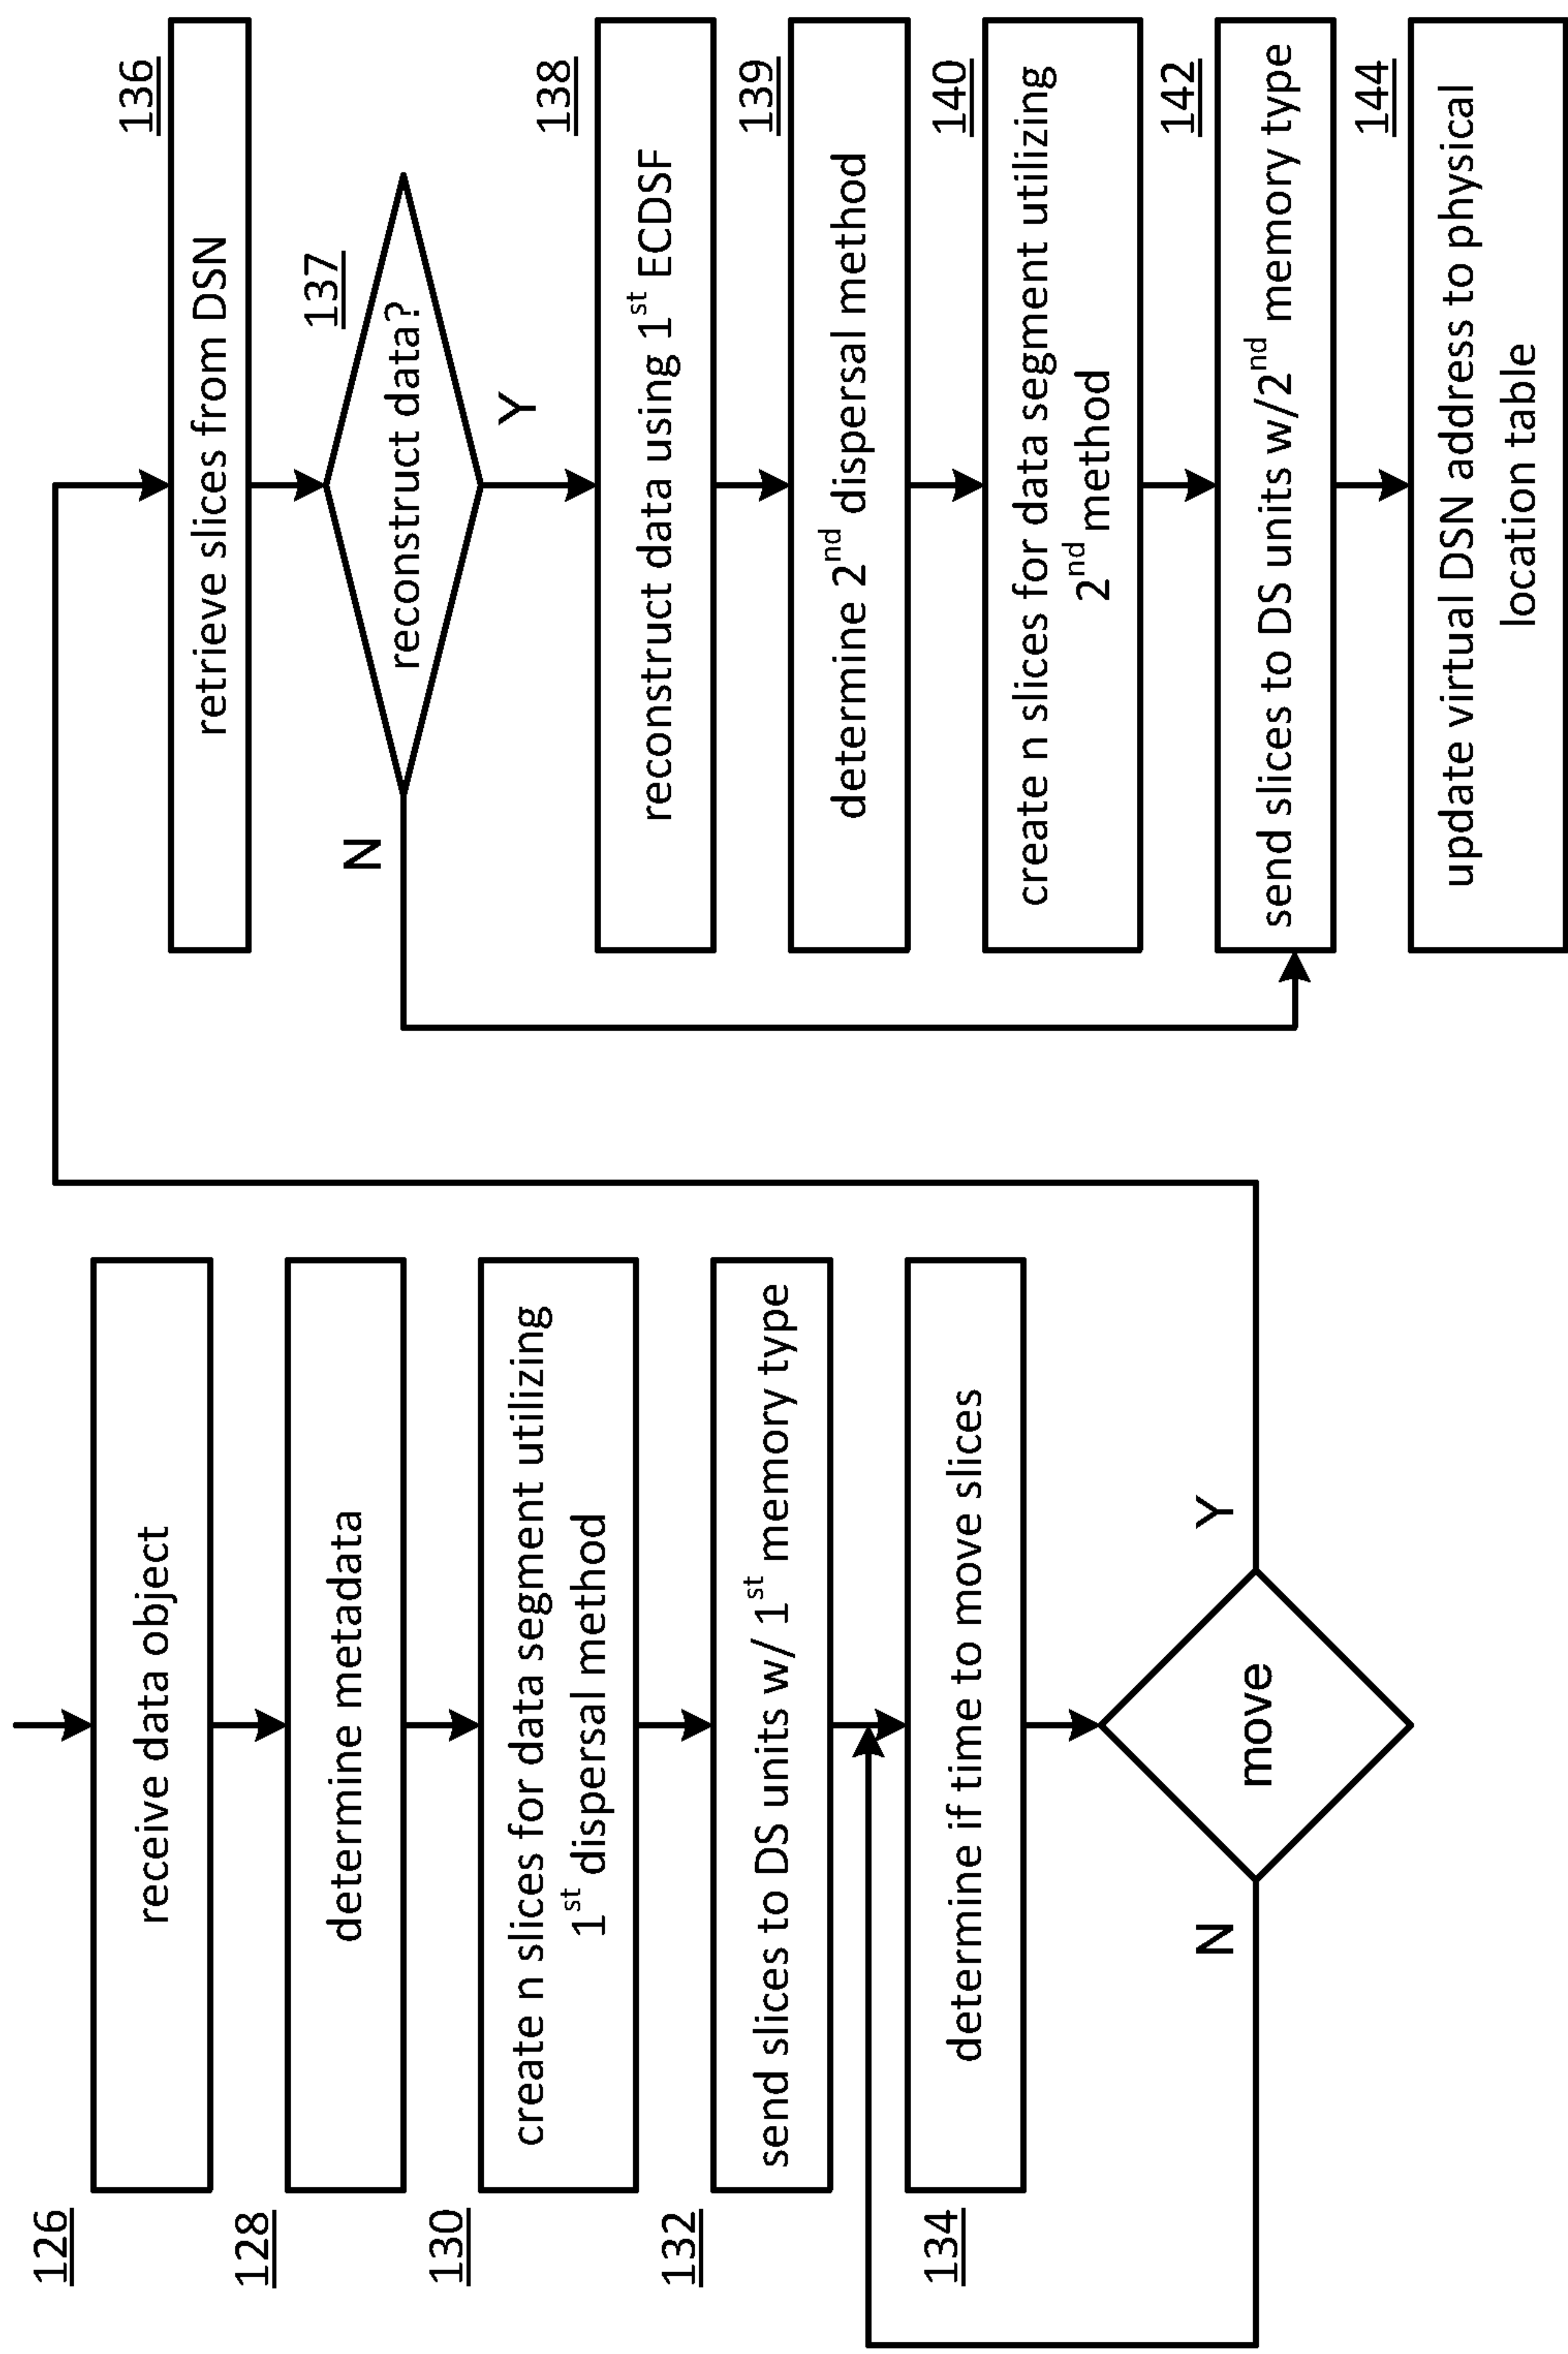 126
receive data object
128
determine metadata
130
create n slices for data segment utilizing
1st dispersal method
132
send slices to DS units w/ 1st memory type
134
determine if time to move slices
move
N
Y
136
retrieve slices from DSN
137
reconstruct data?
N
Y
138
reconstruct data using 1st ECDSF
139
determine 2nd dispersal method
140
create n slices for data segment utilizing
2nd method
142
send slices to DS units w/2nd memory type
144
update virtual DSN address to physical
location table